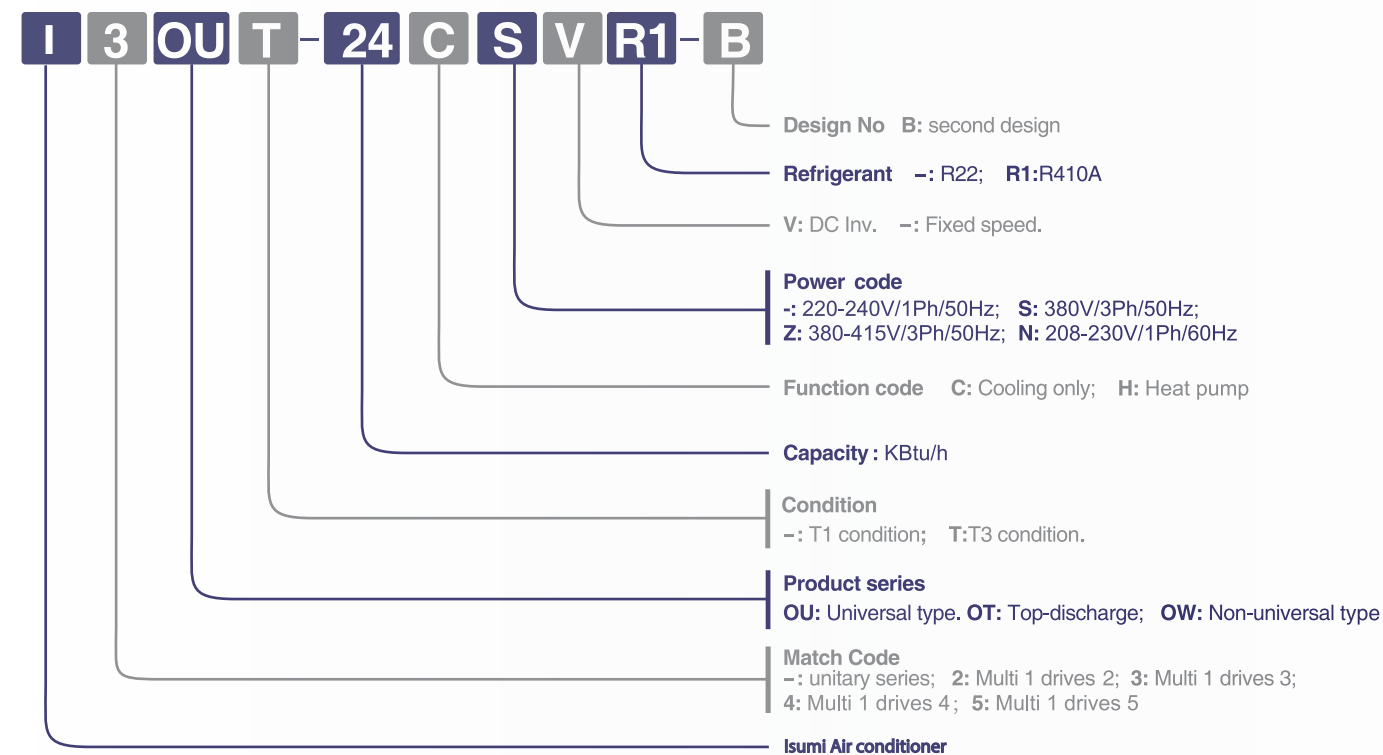 I 3 OU T - 24 C S V R1 - B
Design No B: second design
Refrigerant –: R22; R1:R410A
V: DC Inv. –: Fixed speed.
Power code
-: 220-240V/1Ph/50Hz; S: 380V/3Ph/50Hz;
Z: 380-415V/3Ph/50Hz; N: 208-230V/1Ph/60Hz
Function code C: Cooling only; H: Heat pump
Capacity : KBtu/h
Condition
–: T1 condition; T:T3 condition.
Product series
OU: Universal type. OT: Top-discharge; OW: Non-universal type
Match Code
–: unitary series; 2: Multi 1 drives 2; 3: Multi 1 drives 3;
4: Multi 1 drives 4; 5: Multi 1 drives 5
Isumi Air conditioner